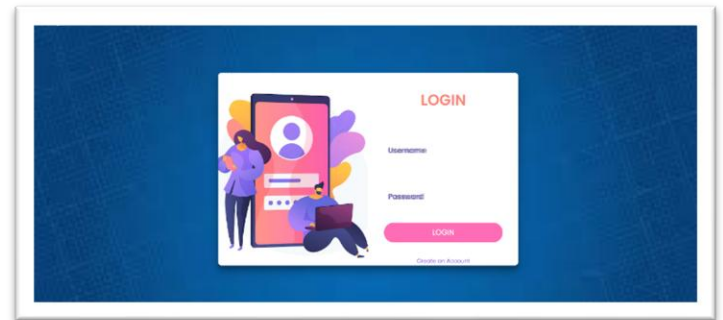 LOGIN
Username
Password
LOGIN
Create an Account